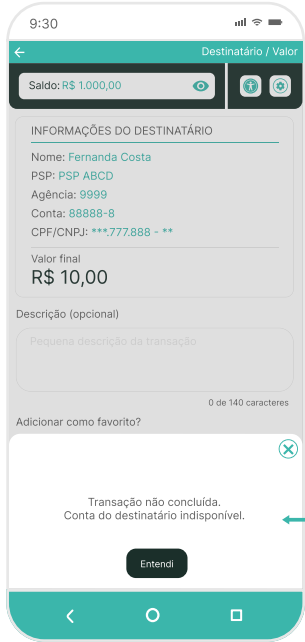 9:30
Destinatário / Valor
Saldo: R$ 1.000,00
INFORMAÇÕES DO DESTINATÁRIO
Nome: Fernanda Costa
PSP: PSP ABCD
Agência: 9999
Conta: 88888-8
CPF/CNPJ: ***.777.888 - **
Valor final
R$ 10,00
Descrição (opcional)
Pequena descrição da transação
0 de 140 caracteres
Adicionar como favorito?
Transação não concluída.
Conta do destinatário indisponível.
Entendi